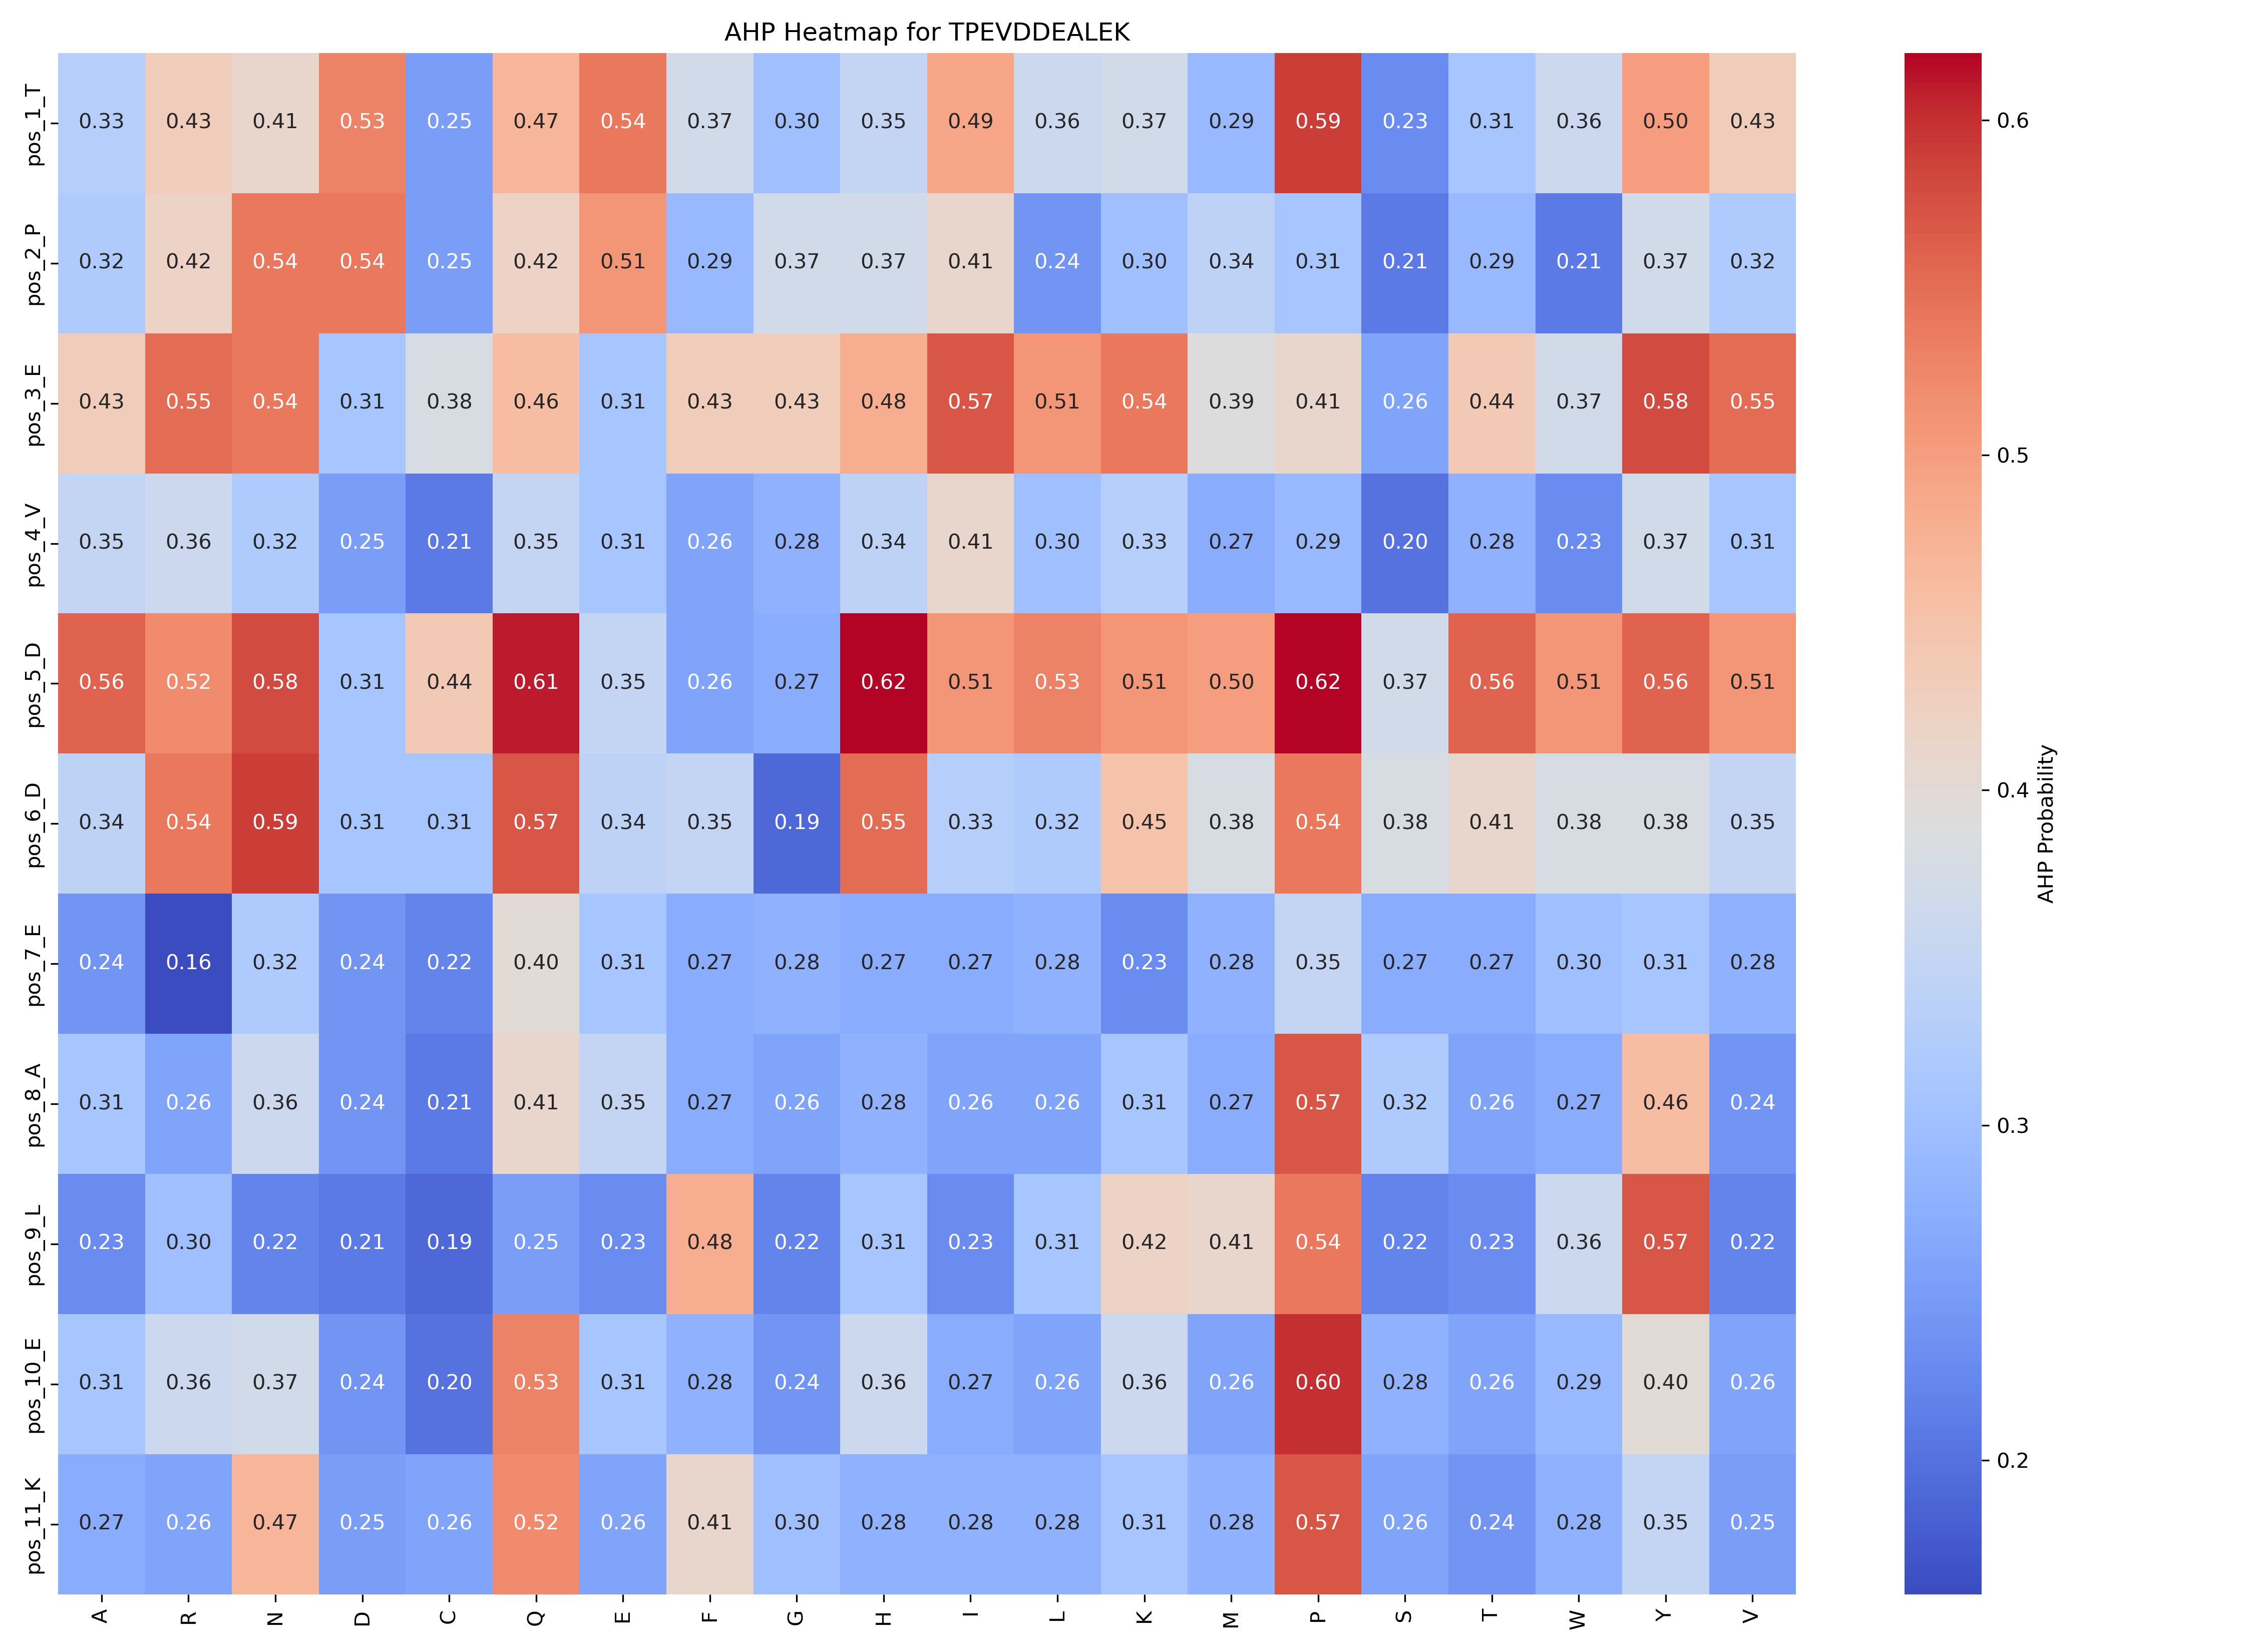 AHP Heatmap for TPEVDDEALEK
pos_1_T 0.33 0.43 0.41 0.53 0.25 0.47 0.54 0.37 0.30 0.35 0.49 0.36 0.37 0.29 0.59 0.23 0.31 0.36 0.50 0.43
pos_2_P 0.32 0.42 0.54 0.54 0.25 0.42 0.51 0.29 0.37 0.37 0.41 0.24 0.30 0.34 0.31 0.21 0.29 0.21 0.37 0.32
pos_3_E 0.43 0.55 0.54 0.31 0.38 0.46 0.31 0.43 0.43 0.48 0.57 0.51 0.54 0.39 0.41 0.26 0.44 0.37 0.58 0.55
pos_4_V 0.35 0.36 0.32 0.25 0.21 0.35 0.31 0.26 0.28 0.34 0.41 0.30 0.33 0.27 0.29 0.20 0.28 0.23 0.37 0.31
pos_5_D 0.56 0.52 0.58 0.31 0.44 0.61 0.35 0.26 0.27 0.62 0.51 0.53 0.51 0.50 0.62 0.37 0.56 0.51 0.56 0.51
pos_6_D 0.34 0.54 0.59 0.31 0.31 0.57 0.34 0.35 0.19 0.55 0.33 0.32 0.45 0.38 0.54 0.38 0.41 0.38 0.38 0.35
pos_7_E 0.24 0.16 0.32 0.24 0.22 0.40 0.31 0.27 0.28 0.27 0.27 0.28 0.23 0.28 0.35 0.27 0.27 0.30 0.31 0.28
pos_8_A 0.31 0.26 0.36 0.24 0.21 0.41 0.35 0.27 0.26 0.28 0.26 0.26 0.31 0.27 0.57 0.32 0.26 0.27 0.46 0.24
pos_9_L 0.23 0.30 0.22 0.21 0.19 0.25 0.23 0.48 0.22 0.31 0.23 0.31 0.42 0.41 0.54 0.22 0.23 0.36 0.57 0.22
pos_10_E 0.31 0.36 0.37 0.24 0.20 0.53 0.31 0.28 0.24 0.36 0.27 0.26 0.36 0.26 0.60 0.28 0.26 0.29 0.40 0.26
pos_11_K 0.27 0.26 0.47 0.25 0.26 0.52 0.26 0.41 0.30 0.28 0.28 0.28 0.31 0.28 0.57 0.26 0.24 0.28 0.35 0.25
A R N D C Q E F G H I L K M P S T W Y V
0.6
0.5
0.4
0.3
0.2
AHP Probability